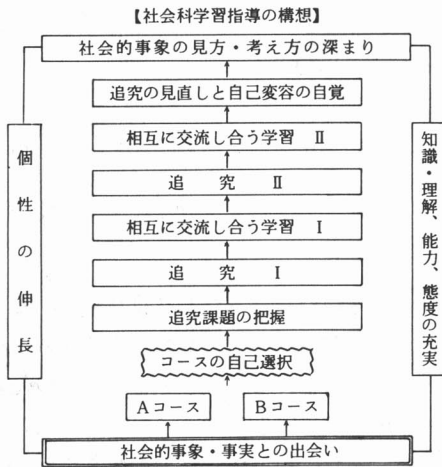 【社会科学習指導の構想】
社会的事象の見方・考え方の深まり
追究の見直しと自己変容の自覚
相互に交流し合う学習 Ⅱ
追 究 Ⅱ
相互に交流し合う学習 Ⅰ
追 究 Ⅰ
追究課題の把握
コースの自己選択
Aコース
Bコース
社会的事象・事実との出会い
個性の伸長
知識・理解、能力、態度の充実